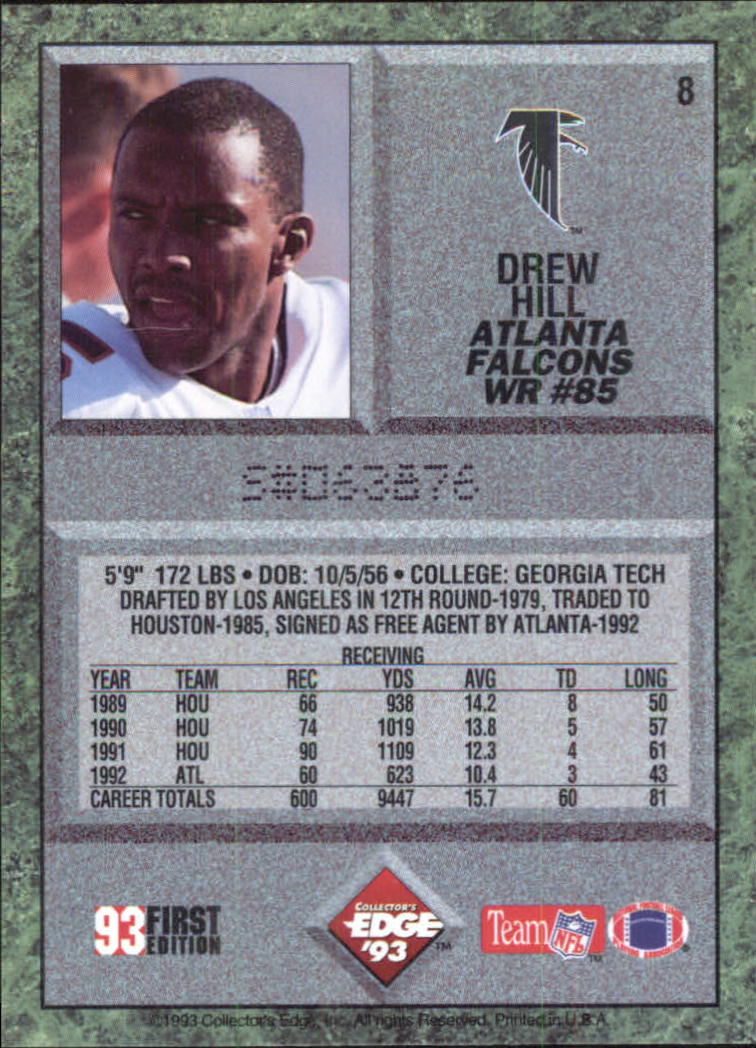 8
DREW
HILL
ATLANTA
FALCONS
WR #85
S#063876
5'9" 172 LBS • DOB: 10/5/56 • COLLEGE: GEORGIA TECH
DRAFTED BY LOS ANGELES IN 12TH ROUND-1979, TRADED TO
HOUSTON-1985, SIGNED AS FREE AGENT BY ATLANTA-1992
RECEIVING
YEAR TEAM REC YDS AVG TD LONG
1989 HOU 66 938 14.2 8 50
1990 HOU 74 1019 13.8 5 57
1991 HOU 90 1109 12.3 4 61
1992 ATL 60 623 10.4 3 43
CAREER TOTALS 600 9447 15.7 60 81
93 FIRST
EDITION
COLLECTOR'S
EDGE
'93 TM
Team NFL TM
©1993 Collector's Edge, Inc. All rights Reserved. Printed in U.S.A.